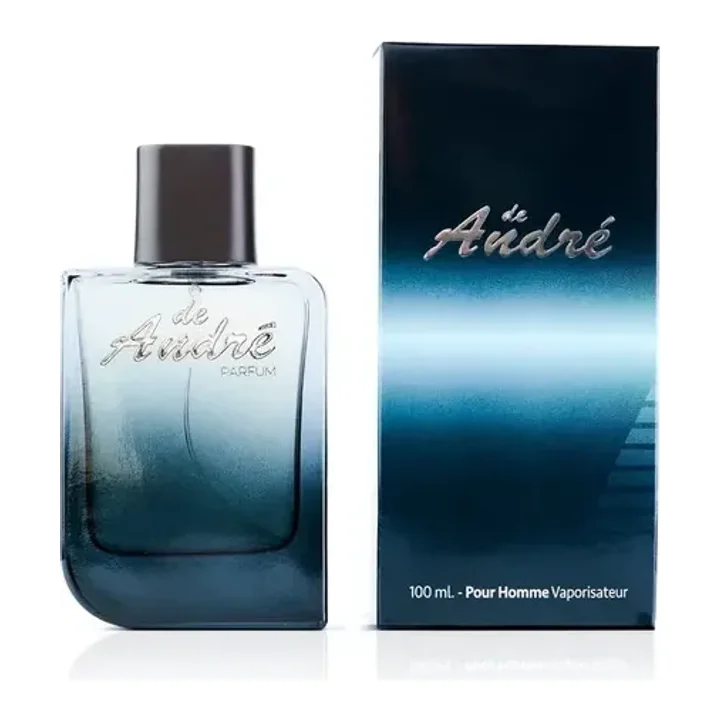 de
André
PARFUM
de
André
100 ml. - Pour Homme Vaporisateur